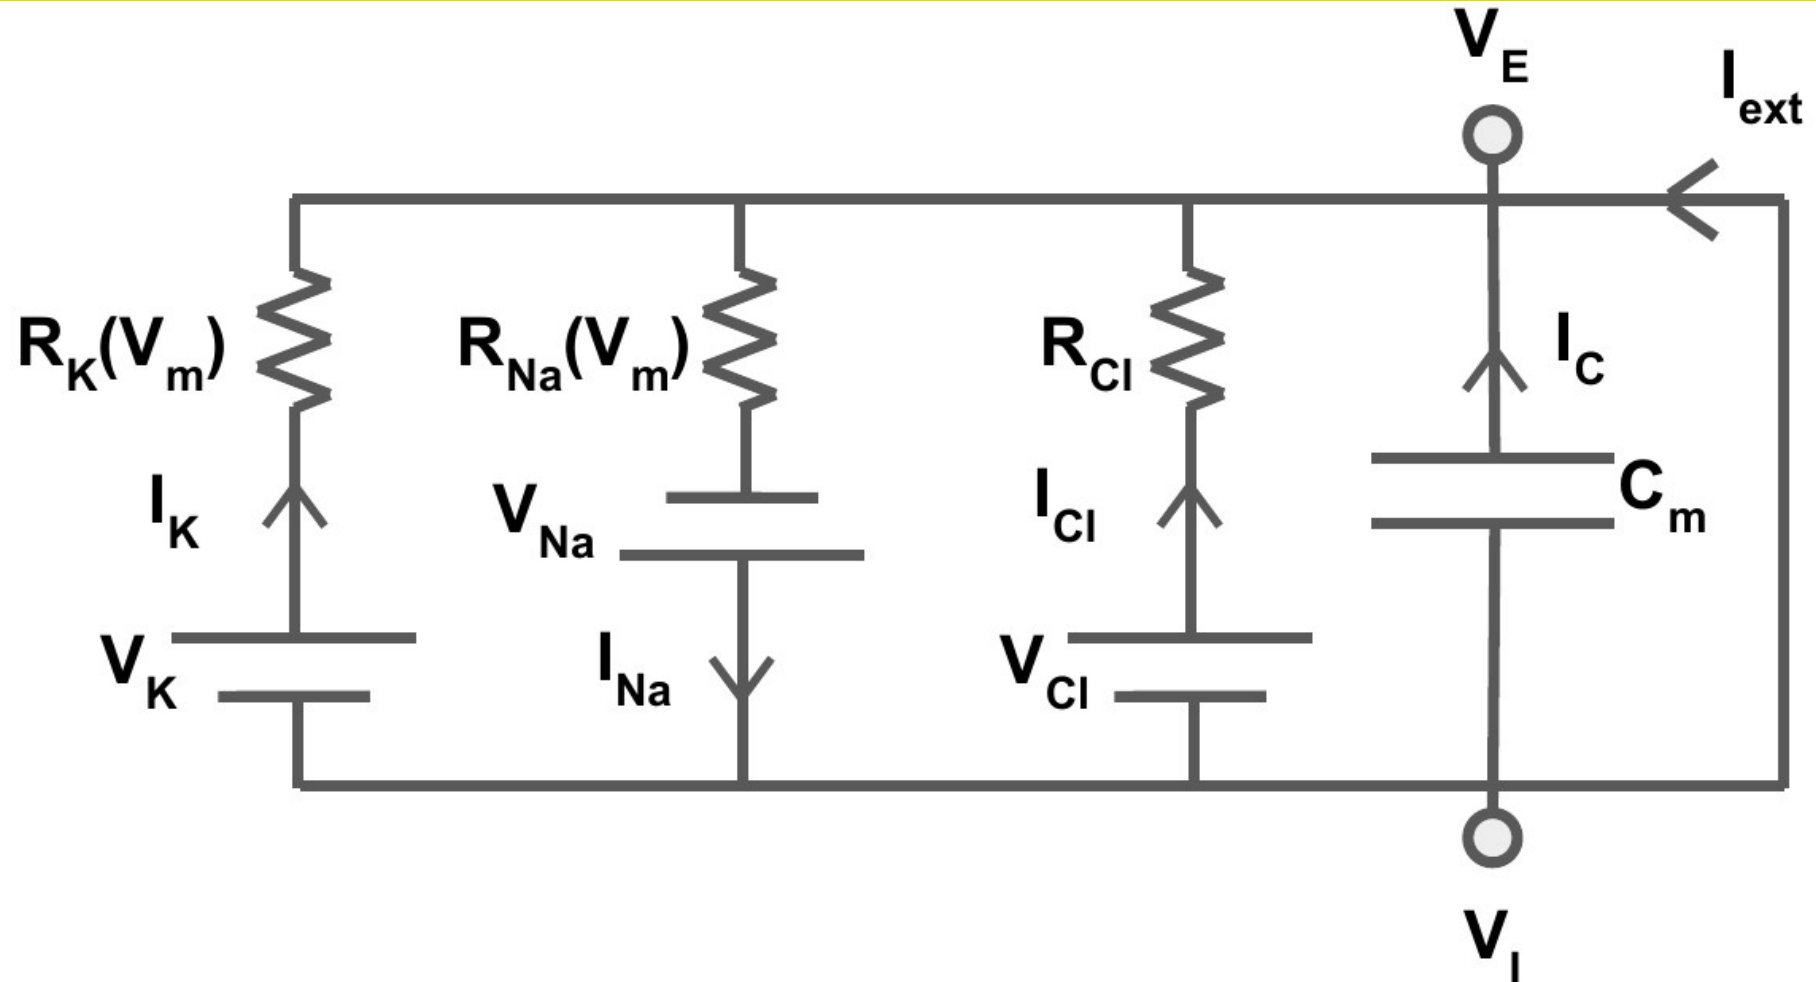 V_E
I_ext
R_K(V_m)
R_Na(V_m)
R_Cl
I_C
I_K
V_Na
I_Cl
C_m
V_K
I_Na
V_Cl
V_I